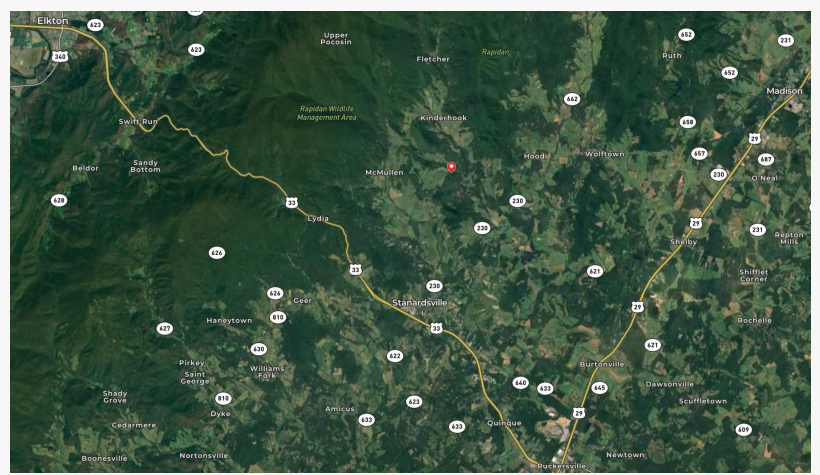 Elkton
623
652
231
Upper
Pocosin
623
Rapidan
Ruth
340
Fletcher
652
Madison
662
Rapidan Wildlife
Management Area
Swift Run
Kinderhook
658
29
Hood
Wolftown
657
687
Beldor
Sandy
Bottom
McMullen
230
O Neal
628
33
230
Lydia
230
29
231
Repton
Mills
Shelby
626
33
621
Shifflet
Corner
626
230
Geer
Stanardsville
29
810
Haneytown
Rochelle
627
33
630
621
622
Pirkey
Saint
George
Williams
Fork
Burtonville
640
633
645
Dawsonville
Shady
Grove
810
623
Scuffletown
Dyke
Amicus
29
633
633
Quinque
Cedarmere
609
Boonesville
Nortonsville
Newtown
Ruckersville